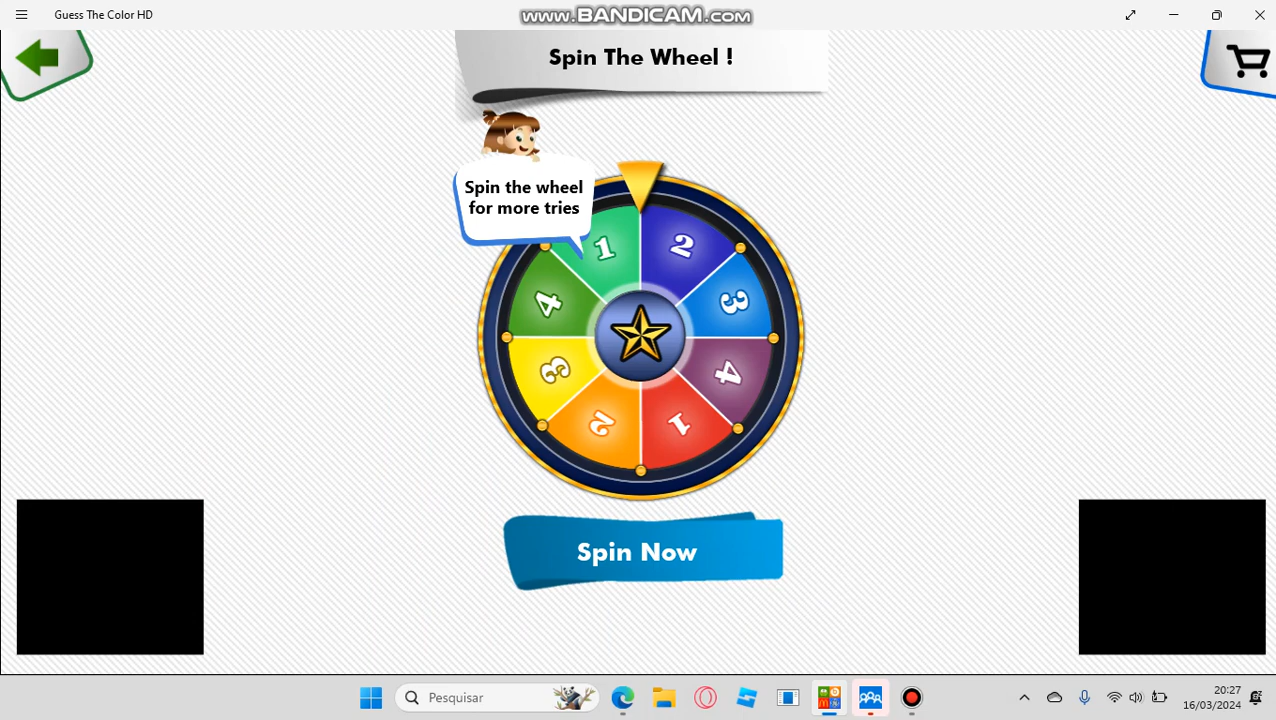 Guess The Color HD
www.BANDICAM.com
Spin The Wheel !
Spin the wheel
for more tries
1
2
4
3
3
4
2
1
Spin Now
Pesquisar
20:27
16/03/2024